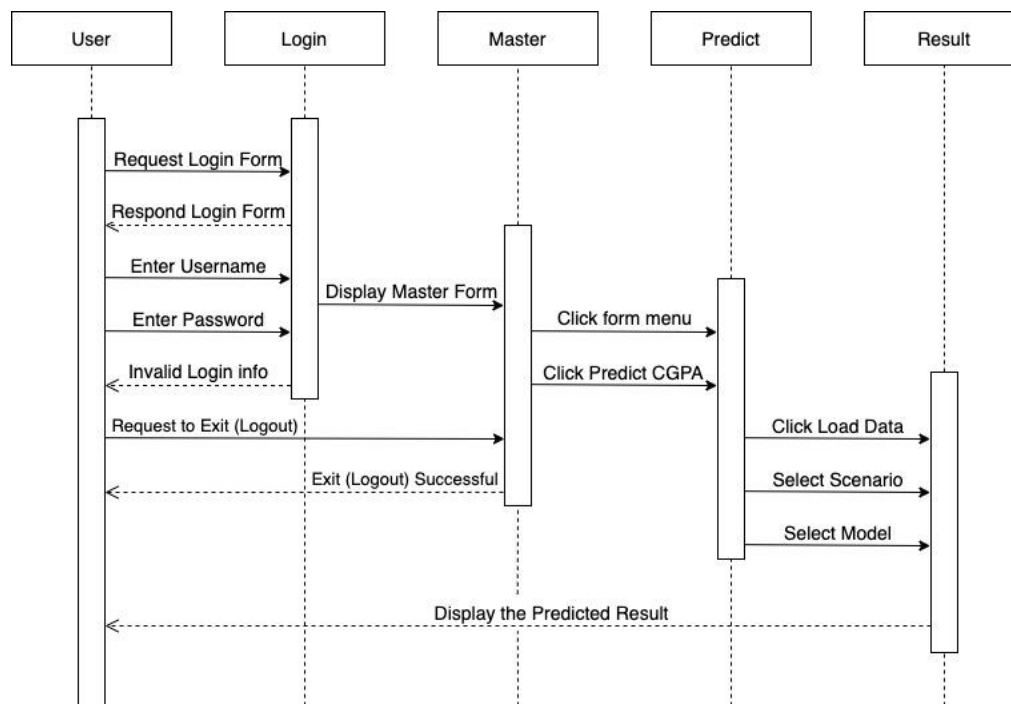 User
Login
Master
Predict
Result
Request Login Form
Respond Login Form
Enter Username
Display Master Form
Enter Password
Click form menu
Invalid Login info
Click Predict CGPA
Request to Exit (Logout)
Click Load Data
Exit (Logout) Successful
Select Scenario
Select Model
Display the Predicted Result